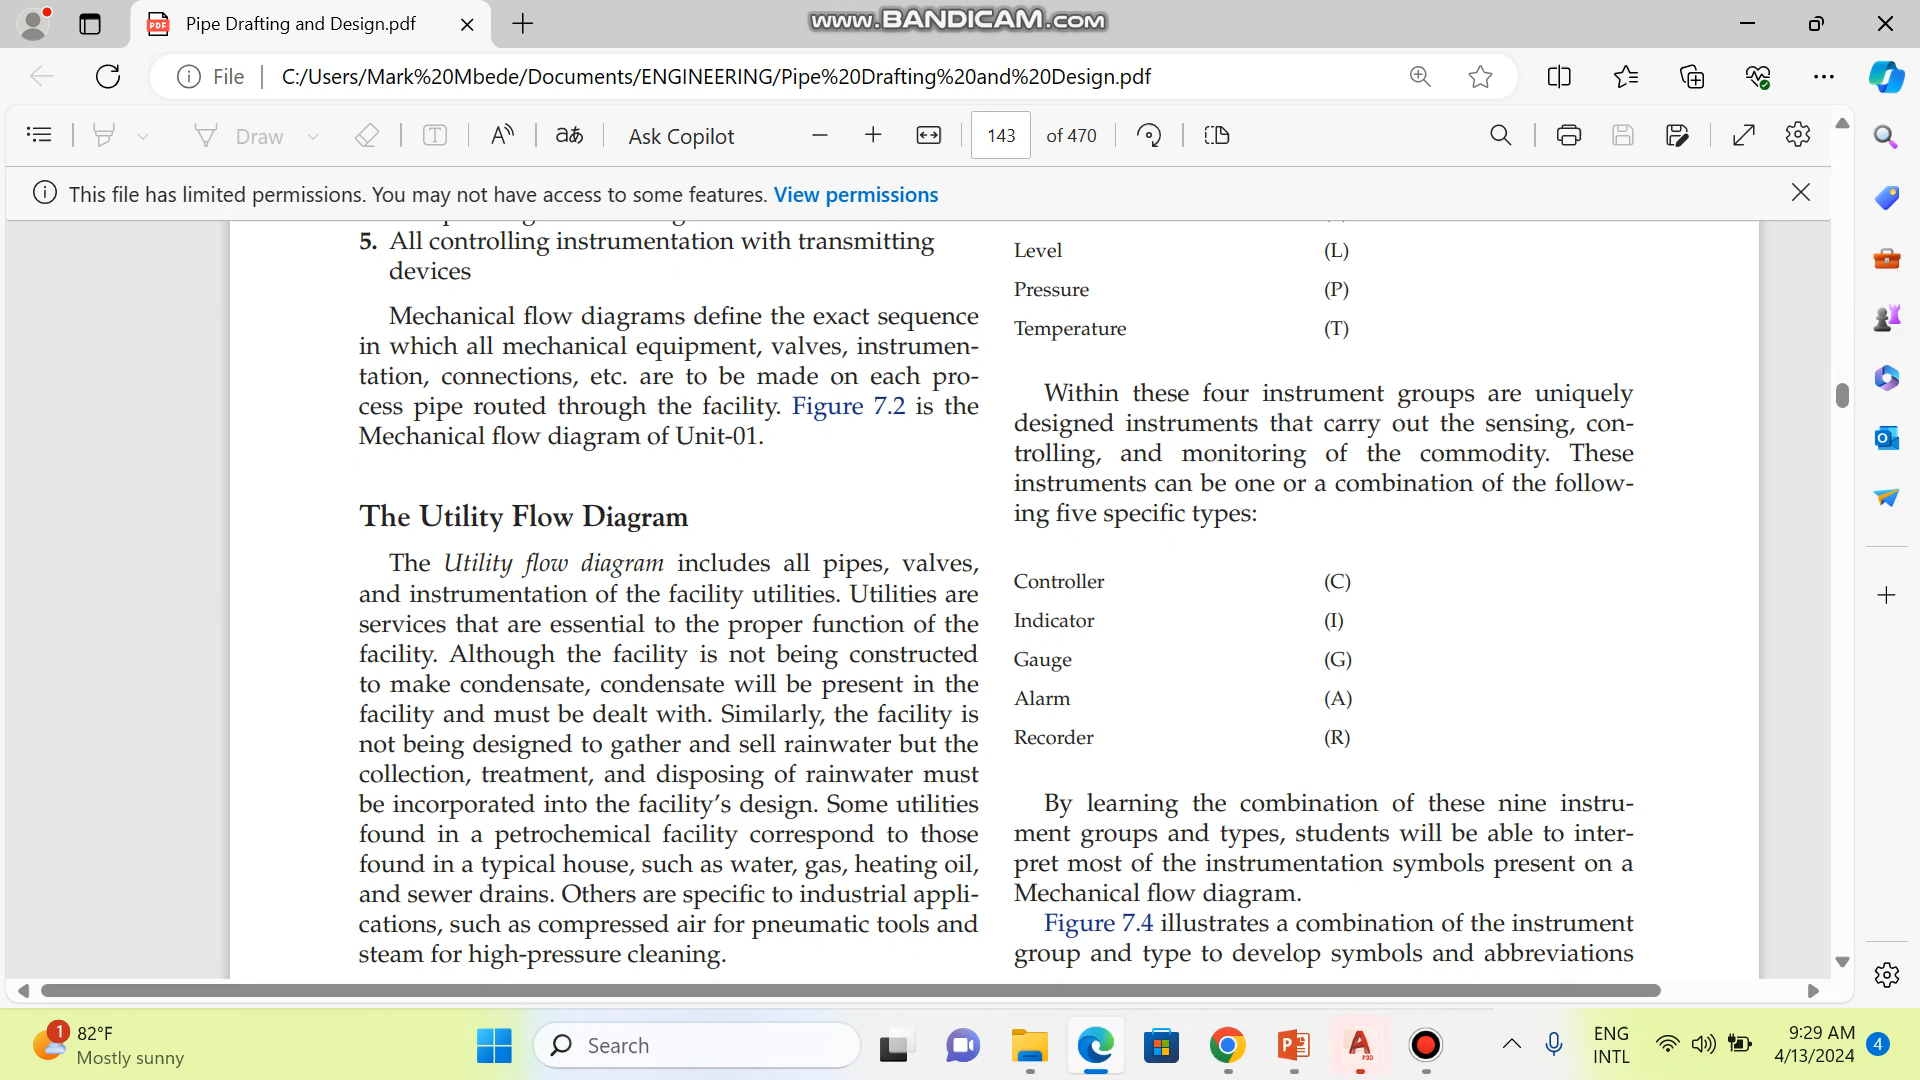 Pipe Drafting and Design.pdf
www.BANDICAM.com
File
C:/Users/Mark%20Mbede/Documents/ENGINEERING/Pipe%20Drafting%20and%20Design.pdf
Draw
T
A
aあ
Ask Copilot
143
of 470
This file has limited permissions. You may not have access to some features. View permissions
5. All controlling instrumentation with transmitting
devices
Mechanical flow diagrams define the exact sequence
in which all mechanical equipment, valves, instrumen-
tation, connections, etc. are to be made on each pro-
cess pipe routed through the facility. Figure 7.2 is the
Mechanical flow diagram of Unit-01.
The Utility Flow Diagram
The Utility flow diagram includes all pipes, valves,
and instrumentation of the facility utilities. Utilities are
services that are essential to the proper function of the
facility. Although the facility is not being constructed
to make condensate, condensate will be present in the
facility and must be dealt with. Similarly, the facility is
not being designed to gather and sell rainwater but the
collection, treatment, and disposing of rainwater must
be incorporated into the facility's design. Some utilities
found in a petrochemical facility correspond to those
found in a typical house, such as water, gas, heating oil,
and sewer drains. Others are specific to industrial appli-
cations, such as compressed air for pneumatic tools and
steam for high-pressure cleaning.
Level (L)
Pressure (P)
Temperature (T)
Within these four instrument groups are uniquely
designed instruments that carry out the sensing, con-
trolling, and monitoring of the commodity. These
instruments can be one or a combination of the follow-
ing five specific types:
Controller (C)
Indicator (I)
Gauge (G)
Alarm (A)
Recorder (R)
By learning the combination of these nine instru-
ment groups and types, students will be able to inter-
pret most of the instrumentation symbols present on a
Mechanical flow diagram.
Figure 7.4 illustrates a combination of the instrument
group and type to develop symbols and abbreviations
1
82°F
Mostly sunny
Search
ENG
INTL
9:29 AM
4/13/2024
4